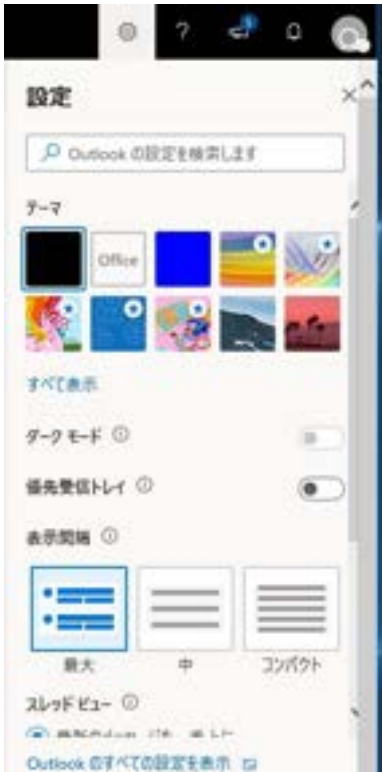 ?
設定
Outlook の設定を検索します
テーマ
Office
すべて表示
ダーク モード
優先受信トレイ
表示間隔
最大 中 コンパクト
スレッド ビュー
Outlook のすべての設定を表示